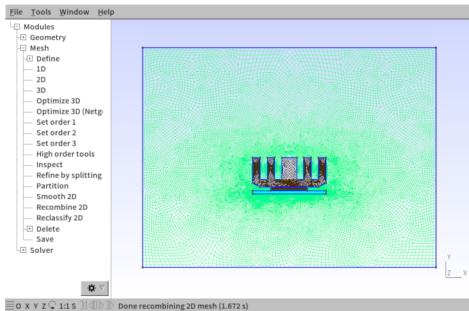 File Tools Window Help
Modules
Geometry
Mesh
Define
1D
2D
3D
Optimize 3D
Optimize 3D (Netg
Set order 1
Set order 2
Set order 3
High order tools
Inspect
Refine by splitting
Partition
Smooth 2D
Recombine 2D
Reclassify 2D
Delete
Save
Solver
Y
Z X
O X Y Z 1:1 S Done recombining 2D mesh (1.672 s)